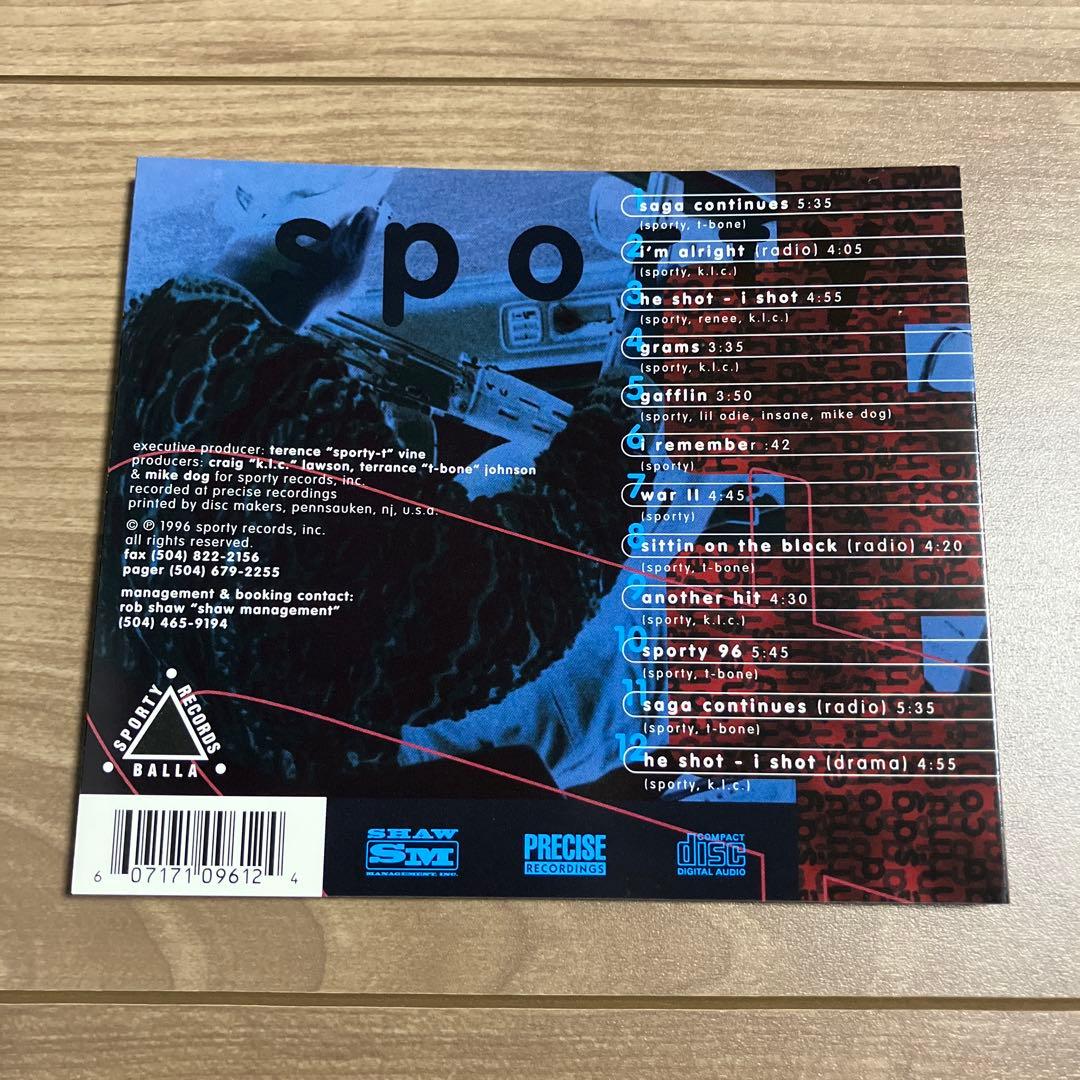 spo
1 saga continues 5:35
(sporty, t-bone)
2 i'm alright (radio) 4:05
(sporty, k.l.c.)
3 he shot - i shot 4:55
(sporty, renee, k.l.c.)
4 grams 3:35
(sporty, k.l.c.)
5 gafflin 3:50
(sporty, lil odie, insane, mike dog)
6 i remember :42
(sporty)
7 war II 4:45
(sporty)
8 sittin on the block (radio) 4:20
(sporty, t-bone)
9 another hit 4:30
(sporty, k.l.c.)
10 sporty 96 5:45
(sporty, t-bone)
11 saga continues (radio) 5:35
(sporty, t-bone)
12 he shot - i shot (drama) 4:55
(sporty, k.l.c.)
executive producer: terence "sporty-t" vine
producers: craig "k.l.c." lawson, terrance "t-bone" johnson
& mike dog for sporty records, inc.
recorded at precise recordings
printed by disc makers, pennsauken, nj, u.s.a.
© ℗ 1996 sporty records, inc.
all rights reserved.
fax (504) 822-2156
pager (504) 679-2255
management & booking contact:
rob shaw "shaw management"
(504) 465-9194
SPORTY RECORDS
BALLA
6 07171 09612 4
SHAW
SM
MANAGEMENT, INC.
PRECISE
RECORDINGS
COMPACT
disc
DIGITAL AUDIO